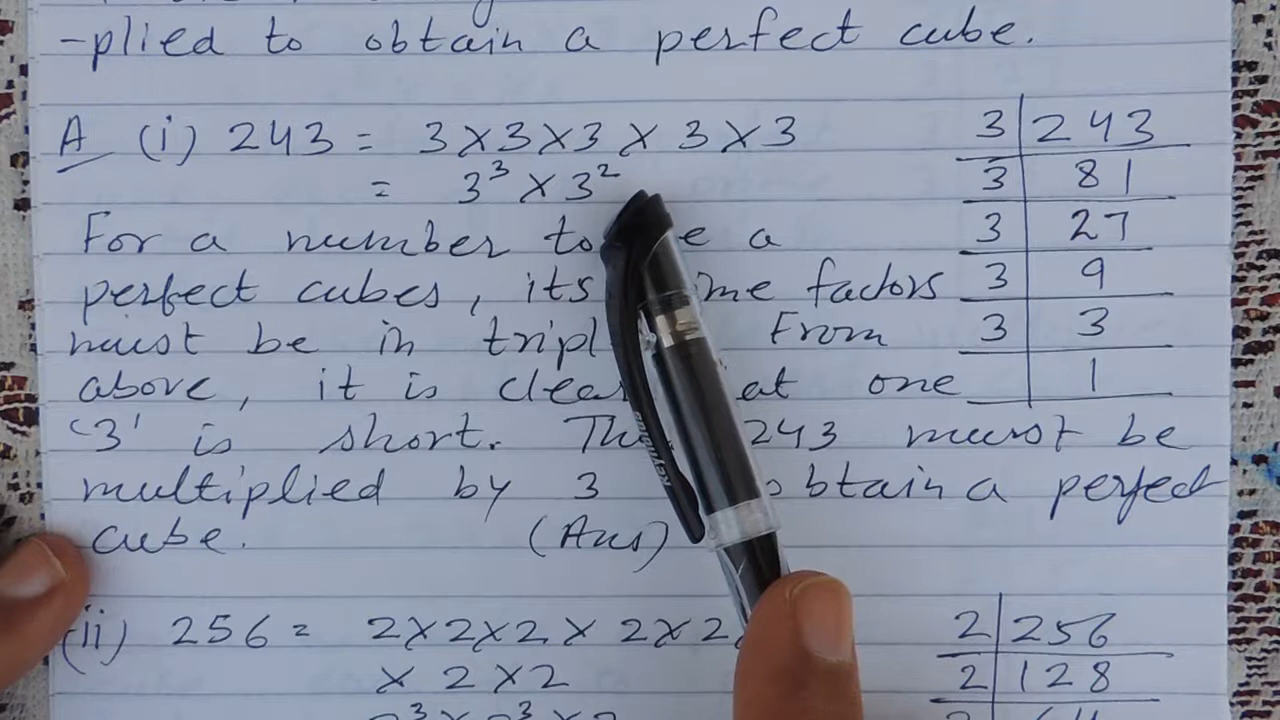 -plied to obtain a perfect cube.
A (i) 243 = 3×3×3×3×3
= 3³×3²
For a number to a
perfect cubes, its factors
must be in From
above, it is one
'3' is short. 243 must be
multiplied by 3 obtain a perfect
cube. (Ans)
3 | 243
3 | 81
3 | 27
3 | 9
3 | 3
1
(ii) 256 = 2×2×2×2×2
× 2×2
2 | 256
2 | 128